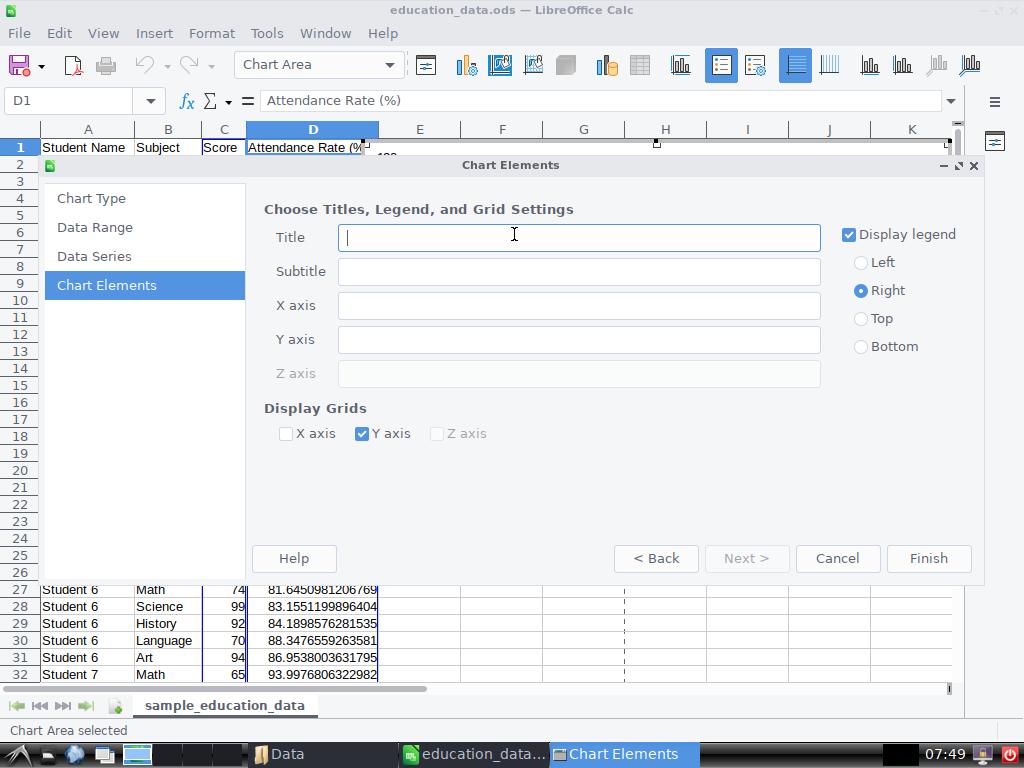 education_data.ods — LibreOffice Calc
File Edit View Insert Format Tools Window Help
Chart Area
D1 Attendance Rate (%)
A B C D E F G H I J K
1 Student Name Subject Score Attendance Rate (%
2
Chart Elements
3
4
5
6
7
8
9
10
11
12
13
14
15
16
17
18
19
20
21
22
23
24
25
26
Chart Type
Data Range
Data Series
Chart Elements
Choose Titles, Legend, and Grid Settings
Title
Subtitle
X axis
Y axis
Z axis
Display legend
Left
Right
Top
Bottom
Display Grids
X axis Y axis Z axis
Help < Back Next > Cancel Finish
27 Student 6 Math 74 81.6450981206769
28 Student 6 Science 99 83.1551199896404
29 Student 6 History 92 84.1898576281535
30 Student 6 Language 70 88.3476559263581
31 Student 6 Art 94 86.9538003631795
32 Student 7 Math 65 93.9976806322982
sample_education_data
Chart Area selected
Data education_data... Chart Elements 07:49